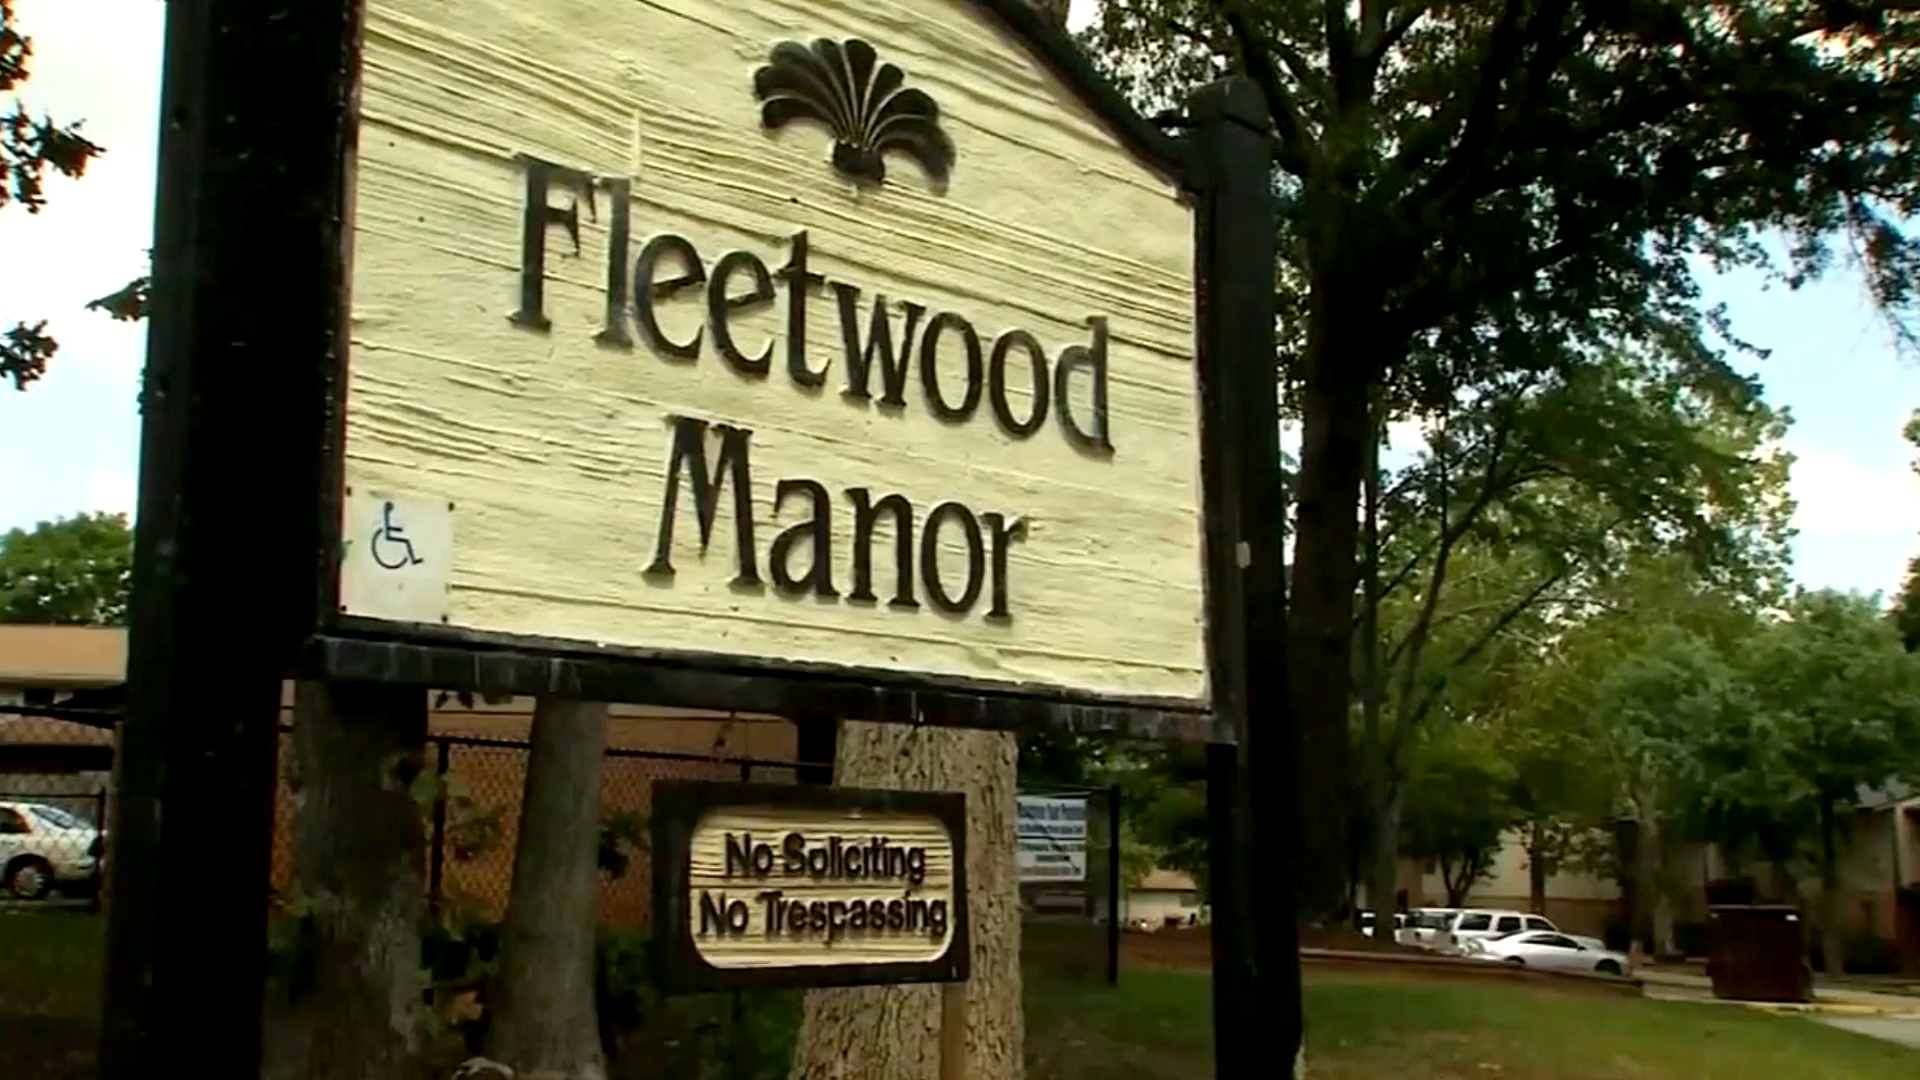 Fleetwood
Manor
No Soliciting
No Trespassing